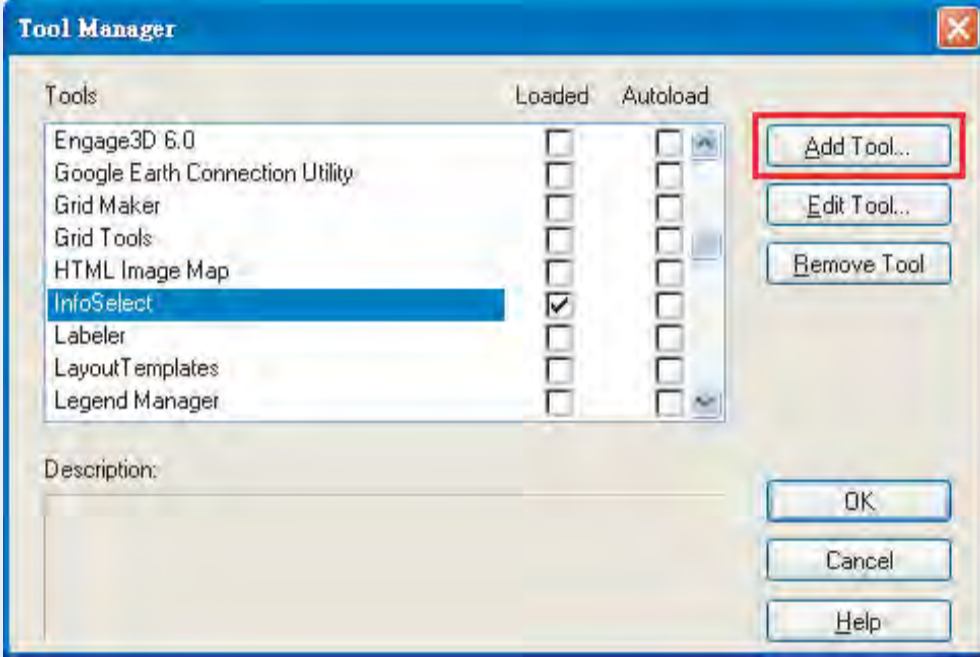 Tool Manager
Tools Loaded Autoload
Engage3D 6.0
Google Earth Connection Utility
Grid Maker
Grid Tools
HTML Image Map
InfoSelect
Labeler
LayoutTemplates
Legend Manager
Add Tool...
Edit Tool...
Remove Tool
Description:
OK
Cancel
Help